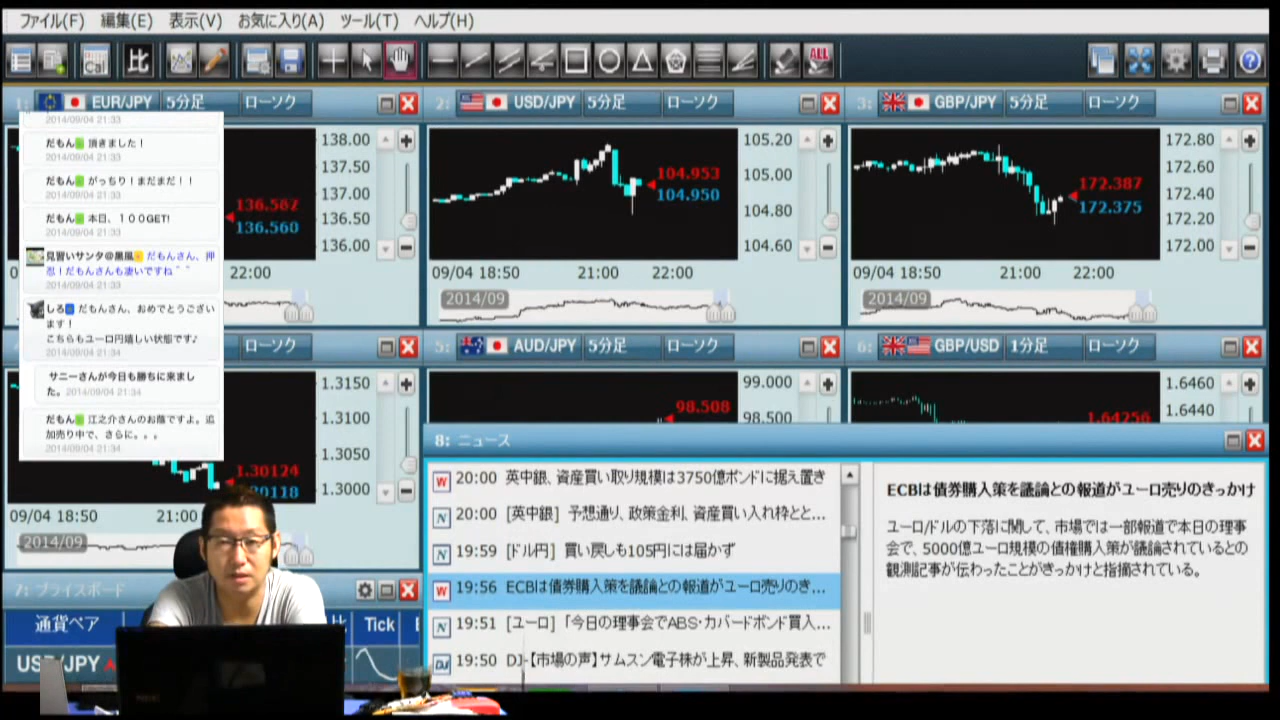 ファイル(F) 編集(E) 表示(V) お気に入り(A) ツール(T) ヘルプ(H)
Cal 比 ALL
1: EUR/JPY 5分足 ローソク
2: USD/JPY 5分足 ローソク
3: GBP/JPY 5分足 ローソク
2014/09/04 21:33
だもん 頂きました！
2014/09/04 21:33
だもん がっちり！まだまだ！！
2014/09/04 21:33
だもん 本日、１００GET!
2014/09/04 21:33
見習いサンタ@黒風 だもんさん、押
忍！だもんさんも凄いですね＾＾
2014/09/04 21:33
しろ だもんさん、おめでとうござい
ます！
こちらもユーロ円嬉しい状態です♪
2014/09/04 21:34
サニーさんが今日も勝ちに来まし
た。 2014/09/04 21:34
だもん 江之介さんのお蔭ですよ。追
加売り中で、さらに。。。
2014/09/04 21:34
138.00
137.50
137.00
136.50
136.00
136.560
22:00
105.20
105.00
104.80
104.60
104.953
104.950
09/04 18:50 21:00 22:00
2014/09
172.80
172.60
172.40
172.20
172.00
172.387
172.375
09/04 18:50 21:00 22:00
2014/09
ローソク
5: AUD/JPY 5分足 ローソク
6: GBP/USD 1分足 ローソク
1.3150
1.3100
1.3050
1.3000
1.30124
09/04 18:50 21:00
2014/09
99.000
98.500
98.508
1.6460
1.6440
1.64256
7: プライスボード
通貨ペア 比 Tick
USD/JPY
8: ニュース
20:00 英中銀、資産買い取り規模は3750億ポンドに据え置き
20:00 [英中銀] 予想通り、政策金利、資産買い入れ枠とと...
19:59 [ドル円] 買い戻しも105円には届かず
19:56 ECBは債券購入策を議論との報道がユーロ売りのき...
19:51 [ユーロ]「今日の理事会でABS・カバードボンド買入...
19:50 DJ-【市場の声】サムスン電子株が上昇、新製品発表で
ECBは債券購入策を議論との報道がユーロ売りのきっかけ
ユーロ/ドルの下落に関して、市場では一部報道で本日の理事
会で、5000億ユーロ規模の債権購入策が議論されているとの
観測記事が伝わったことがきっかけと指摘されている。